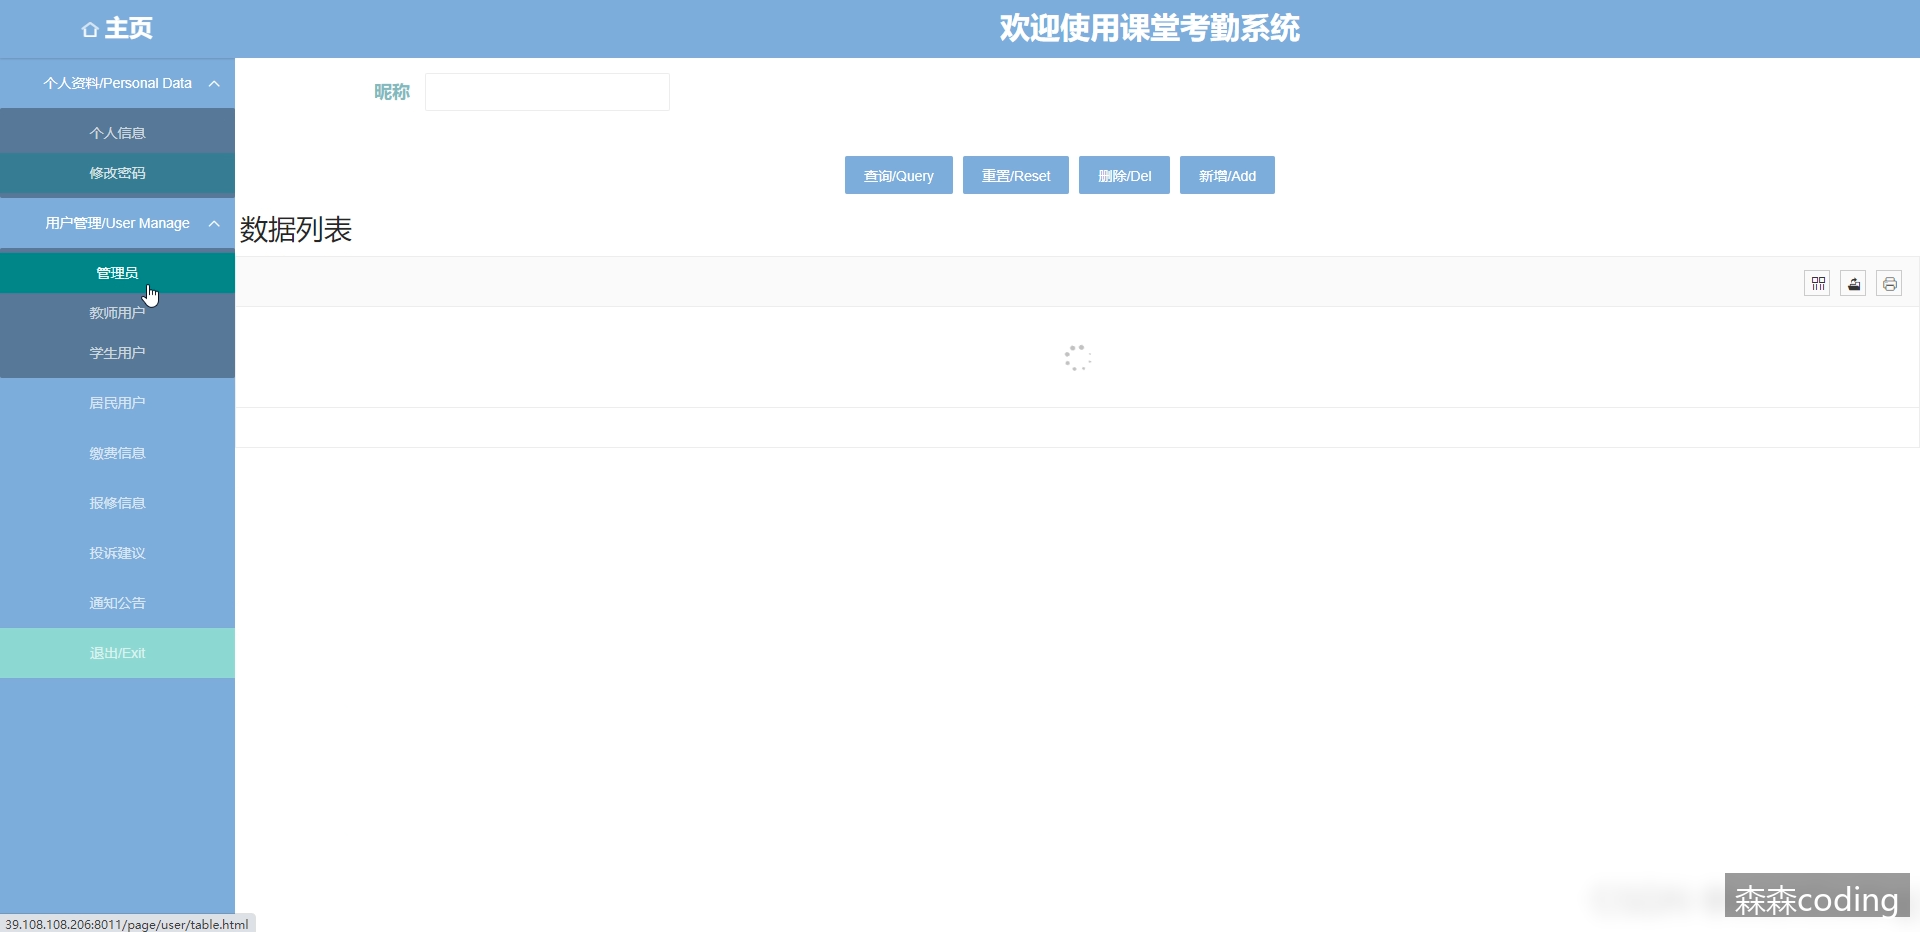 主页
欢迎使用课堂考勤系统
个人资料/Personal Data
个人信息
修改密码
用户管理/User Manage
管理员
教师用户
学生用户
居民用户
缴费信息
报修信息
投诉建议
通知公告
退出/Exit
昵称
查询/Query
重置/Reset
删除/Del
新增/Add
数据列表
森森coding
39.108.108.206:8011/page/user/table.html